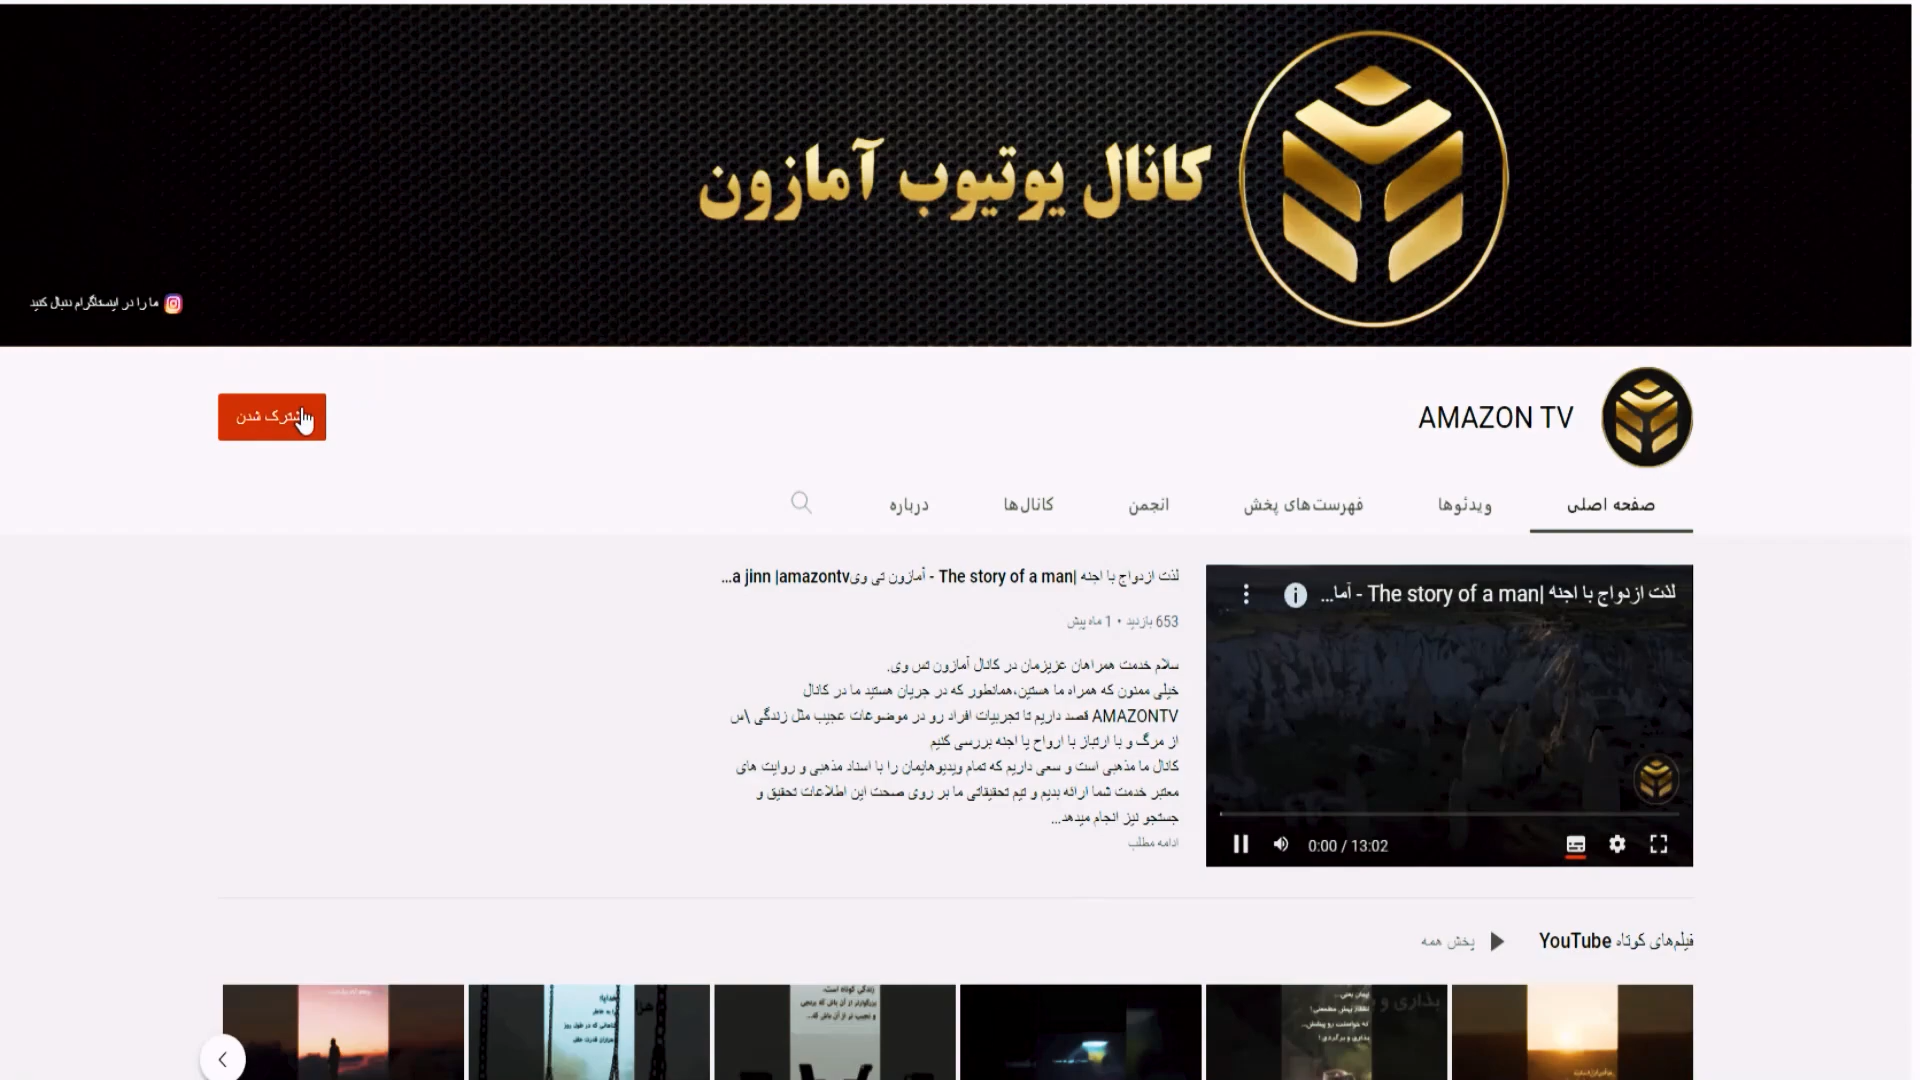 کانال یوتیوب آمازون
ما را در اینستاگرام دنبال کنید
AMAZON TV
شدن
صفحه اصلی
ویدئوها
فهرست‌های پخش
انجمن
کانال‌ها
درباره
لذت ازدواج با اجنه |The story of a man - آما...
0:00 / 13:02
لذت ازدواج با اجنه |The story of a man - آمازون تی ویa jinn |amazontv...
653 بازدید • 1 ماه پیش
سلام خدمت همراهان عزیزمان در کانال آمازون تس وی.
خیلی ممنون که همراه ما هستین،همانطور که در جریان هستید ما در کانال
AMAZONTV قصد داریم تا تجربیات افراد رو در موضوعات عجیب مثل زندگی \س
از مرگ و با ارتباز با ارواح یا اجنه بررسی کنیم
کانال ما مذهبی است و سعی داریم که تمام ویدیوهایمان را با اسناد مذهبی و روایت های
معتبر خدمت شما ارائه بدیم و تیم تحقیقاتی ما بر روی صحت این اطلاعات تحقیق و
جستجو نیز انجام میدهد...
ادامه مطلب
فیلم‌های کوتاه YouTube
پخش همه
زندگی کوتاه است،